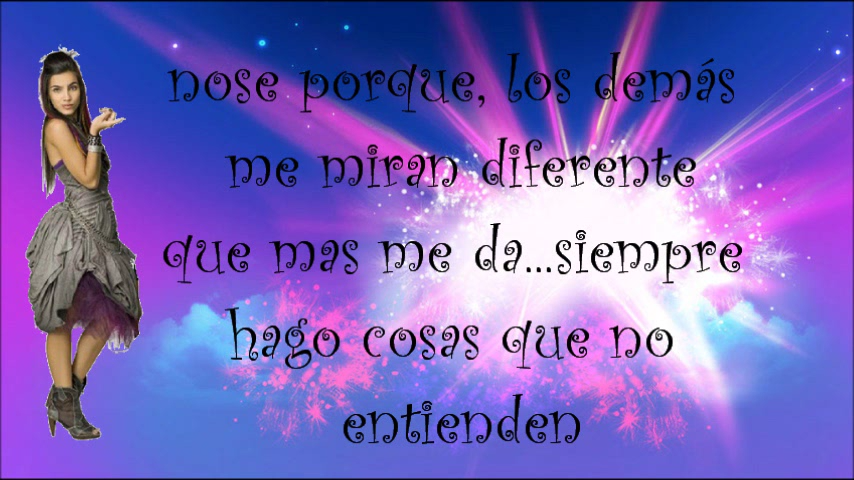 nose porque, los demás
me miran diferente
que mas me da...siempre
hago cosas que no
entienden